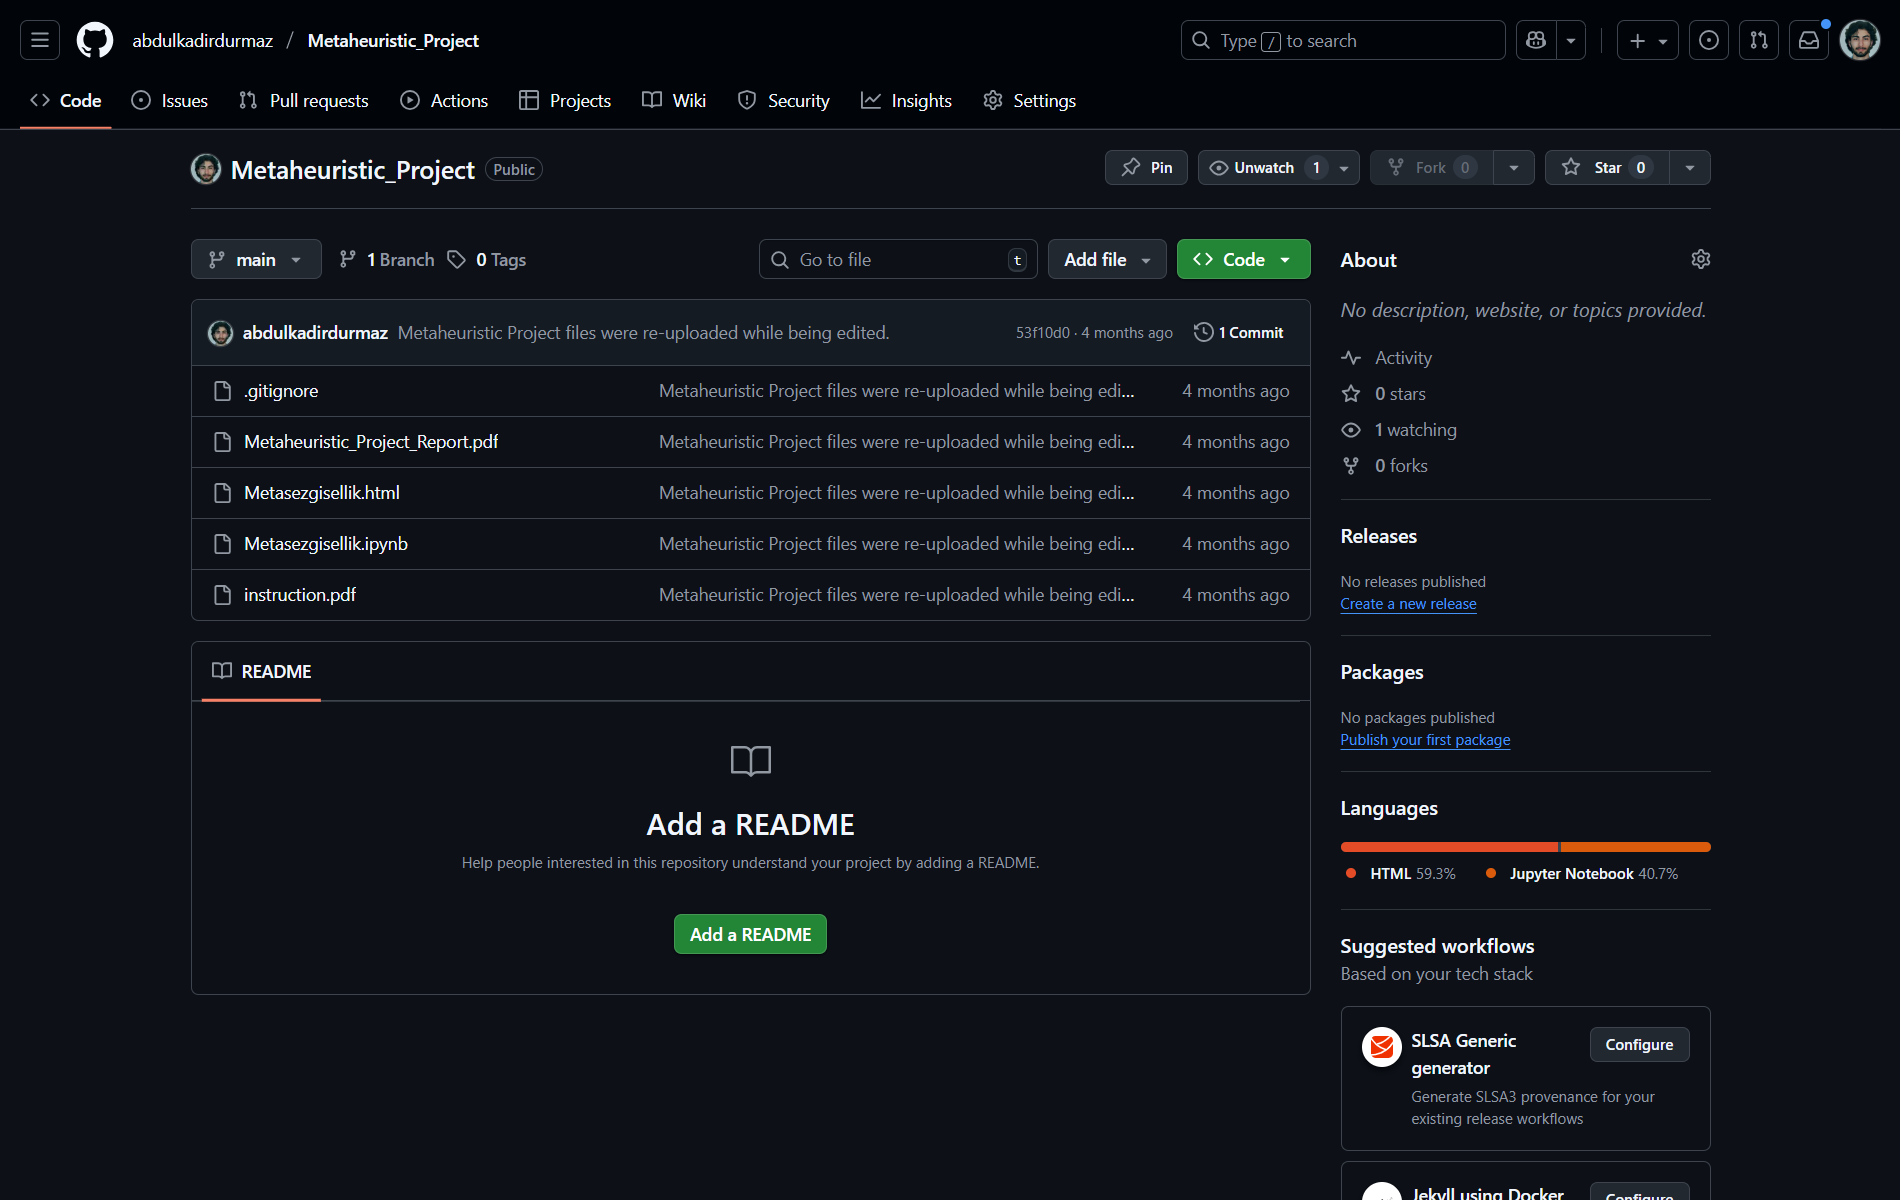 abdulkadirdurmaz / Metaheuristic_Project
Type / to search
Code Issues Pull requests Actions Projects Wiki Security Insights Settings
Metaheuristic_Project Public
Pin Unwatch 1 Fork 0 Star 0
main 1 Branch 0 Tags
Go to file t
Add file Code
abdulkadirdurmaz Metaheuristic Project files were re-uploaded while being edited. 53f10d0 · 4 months ago 1 Commit
.gitignore Metaheuristic Project files were re-uploaded while being edi... 4 months ago
Metaheuristic_Project_Report.pdf Metaheuristic Project files were re-uploaded while being edi... 4 months ago
Metasezgisellik.html Metaheuristic Project files were re-uploaded while being edi... 4 months ago
Metasezgisellik.ipynb Metaheuristic Project files were re-uploaded while being edi... 4 months ago
instruction.pdf Metaheuristic Project files were re-uploaded while being edi... 4 months ago
README
Add a README
Help people interested in this repository understand your project by adding a README.
Add a README
About
No description, website, or topics provided.
Activity
0 stars
1 watching
0 forks
Releases
No releases published
Create a new release
Packages
No packages published
Publish your first package
Languages
HTML 59.3% Jupyter Notebook 40.7%
Suggested workflows
Based on your tech stack
SLSA Generic
generator
Configure
Generate SLSA3 provenance for your
existing release workflows
Jekyll using Docker
Configure